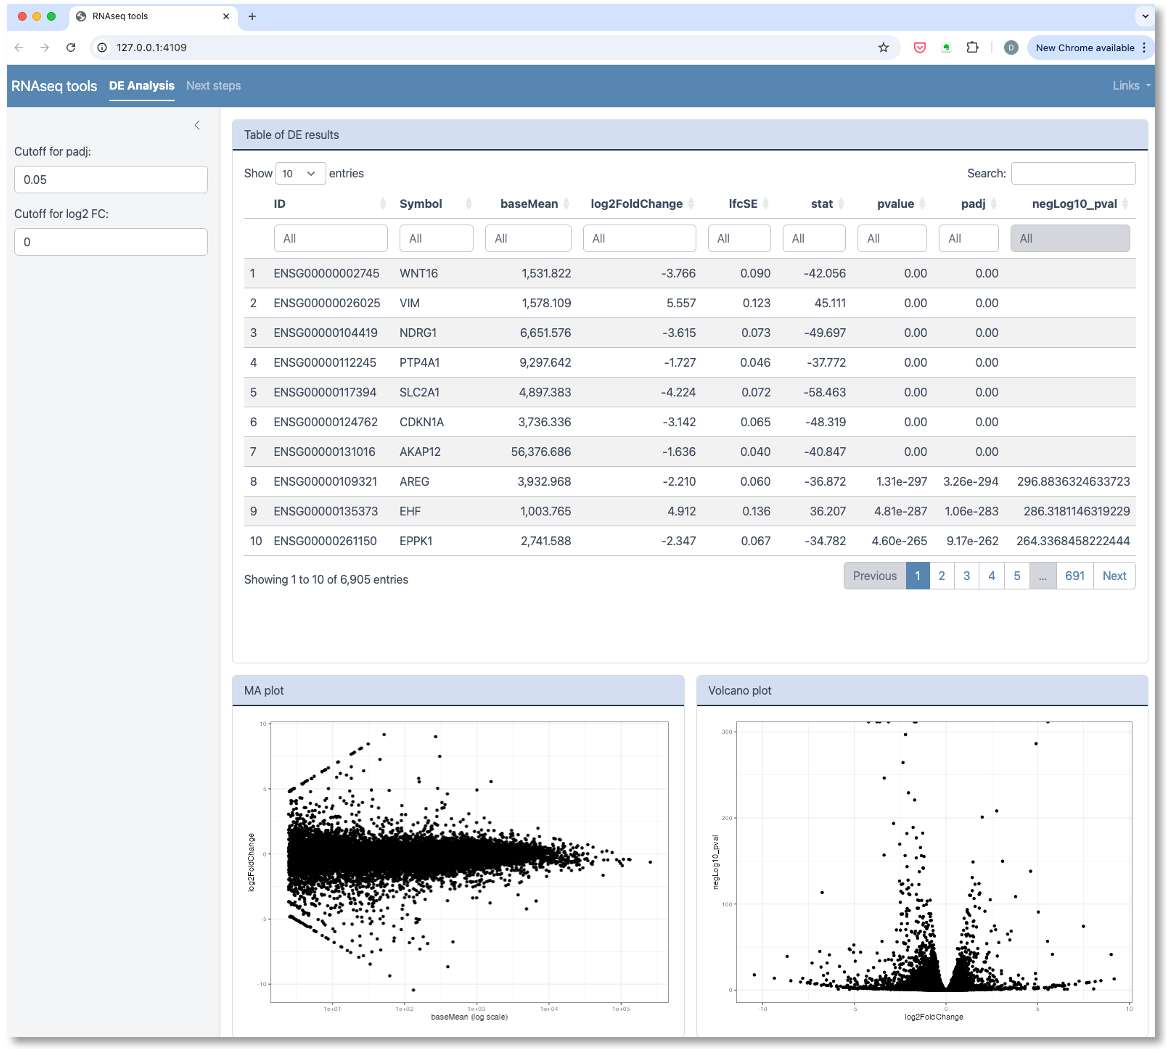 RNAseq tools
127.0.0.1:4109
D
New Chrome available
RNAseq tools DE Analysis Next steps Links
Cutoff for padj:
0.05
Cutoff for log2 FC:
0
Table of DE results
Show 10 entries Search:
ID Symbol baseMean log2FoldChange lfcSE stat pvalue padj negLog10_pval
All All All All All All All All All
1 ENSG00000002745 WNT16 1,531.822 -3.766 0.090 -42.056 0.00 0.00
2 ENSG00000026025 VIM 1,578.109 5.557 0.123 45.111 0.00 0.00
3 ENSG00000104419 NDRG1 6,651.576 -3.615 0.073 -49.697 0.00 0.00
4 ENSG00000112245 PTP4A1 9,297.642 -1.727 0.046 -37.772 0.00 0.00
5 ENSG00000117394 SLC2A1 4,897.383 -4.224 0.072 -58.463 0.00 0.00
6 ENSG00000124762 CDKN1A 3,736.336 -3.142 0.065 -48.319 0.00 0.00
7 ENSG00000131016 AKAP12 56,376.686 -1.636 0.040 -40.847 0.00 0.00
8 ENSG00000109321 AREG 3,932.968 -2.210 0.060 -36.872 1.31e-297 3.26e-294 296.8836324633723
9 ENSG00000135373 EHF 1,003.765 4.912 0.136 36.207 4.81e-287 1.06e-283 286.3181146319229
10 ENSG00000261150 EPPK1 2,741.588 -2.347 0.067 -34.782 4.60e-265 9.17e-262 264.3368458222444
Showing 1 to 10 of 6,905 entries
Previous 1 2 3 4 5 ... 691 Next
MA plot
10
5
0
-5
-10
log2FoldChange
1e+01 1e+02 1e+03 1e+04 1e+05
baseMean (log scale)
Volcano plot
300
200
100
0
negLog10_pval
-10 -5 0 5 10
log2FoldChange